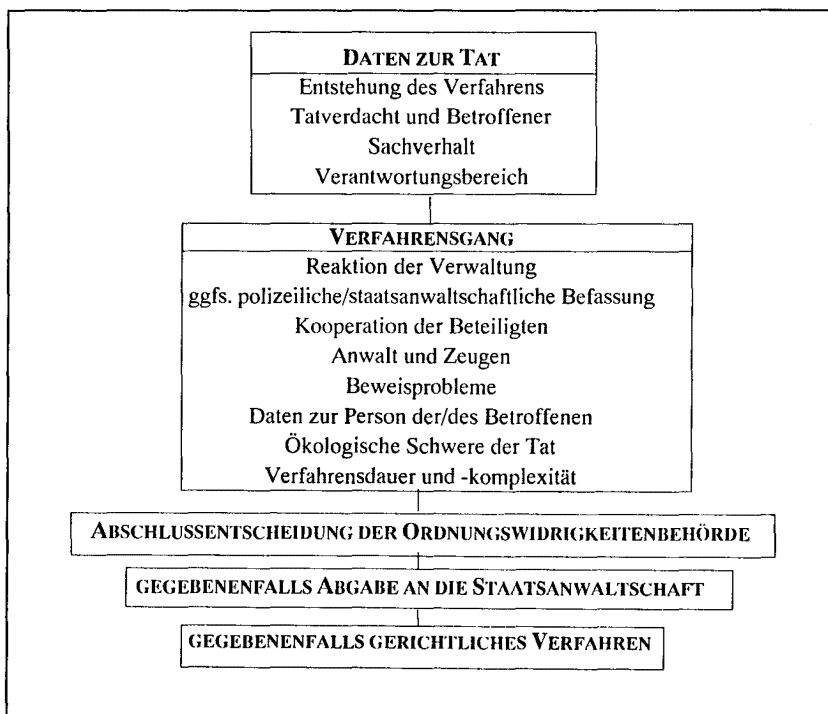 DATEN ZUR TAT
Entstehung des Verfahrens
Tatverdacht und Betroffener
Sachverhalt
Verantwortungsbereich
VERFAHRENSGANG
Reaktion der Verwaltung
ggfs. polizeiliche/staatsanwaltschaftliche Befassung
Kooperation der Beteiligten
Anwalt und Zeugen
Beweisprobleme
Daten zur Person der/des Betroffenen
Ökologische Schwere der Tat
Verfahrensdauer und -komplexität
ABSCHLUSSENTSCHEIDUNG DER ORDNUNGSWIDRIGKEITENBEHÖRDE
GEGEBENENFALLS ABGABE AN DIE STAATSANWALTSCHAFT
GEGEBENENFALLS GERICHTLICHES VERFAHREN